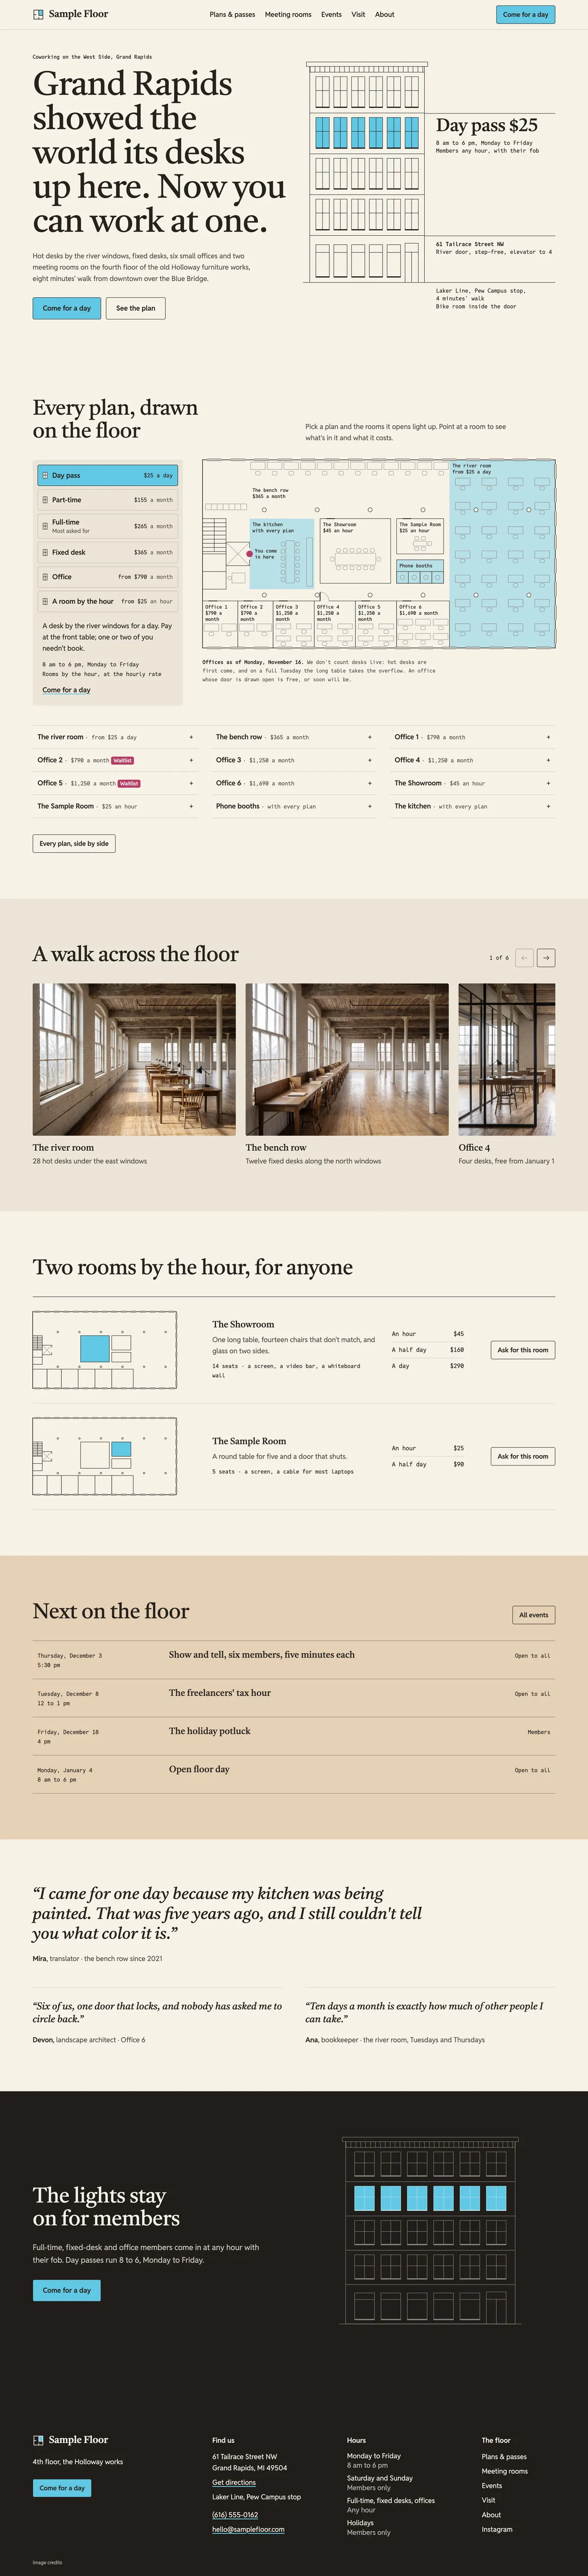 Sample Floor
Plans & passes
Meeting rooms
Events
Visit
About
Come for a day
Coworking on the West Side, Grand Rapids
Grand Rapids
showed the
world its desks
up here. Now you
can work at one.
Hot desks by the river windows, fixed desks, six small offices and two
meeting rooms on the fourth floor of the old Holloway furniture works,
eight minutes' walk from downtown over the Blue Bridge.
Come for a day
See the plan
Day pass $25
8 am to 6 pm, Monday to Friday
Members any hour, with their fob
61 Tailrace Street NW
River door, step-free, elevator to 4
Laker Line, Pew Campus stop,
4 minutes' walk
Bike room inside the door
Every plan, drawn
on the floor
Pick a plan and the rooms it opens light up. Point at a room to see
what's in it and what it costs.
Day pass
$25 a day
Part-time
$155 a month
Full-time
Most asked for
$265 a month
Fixed desk
$365 a month
Office
from $790 a month
A room by the hour
from $25 an hour
A desk by the river windows for a day. Pay
at the front table; one or two of you
needn't book.
8 am to 6 pm, Monday to Friday
Rooms by the hour, at the hourly rate
Come for a day
The bench row
$365 a month
The river room
from $25 a day
The kitchen
with every plan
The Showroom
$45 an hour
The Sample Room
$25 an hour
You come
in here
Phone booths
Office 1
$790 a
month
Office 2
$790 a
month
Office 3
$1,250 a
month
Office 4
$1,250 a
month
Office 5
$1,250 a
month
Office 6
$1,690 a month
Offices as of Monday, November 16. We don't count desks live: hot desks are
first come, and on a full Tuesday the long table takes the overflow. An office
whose door is drawn open is free, or soon will be.
The river room · from $25 a day +
The bench row · $365 a month +
Office 1 · $790 a month +
Office 2 · $790 a month Waitlist +
Office 3 · $1,250 a month +
Office 4 · $1,250 a month +
Office 5 · $1,250 a month Waitlist +
Office 6 · $1,690 a month +
The Showroom · $45 an hour +
The Sample Room · $25 an hour +
Phone booths · with every plan +
The kitchen · with every plan +
Every plan, side by side
A walk across the floor
1 of 6
← →
The river room
28 hot desks under the east windows
The bench row
Twelve fixed desks along the north windows
Office 4
Four desks, free from January 1
Two rooms by the hour, for anyone
The Showroom
One long table, fourteen chairs that don't match, and
glass on two sides.
14 seats · a screen, a video bar, a whiteboard
wall
An hour $45
A half day $160
A day $290
Ask for this room
The Sample Room
A round table for five and a door that shuts.
5 seats · a screen, a cable for most laptops
An hour $25
A half day $90
Ask for this room
Next on the floor
All events
Thursday, December 3
5:30 pm
Show and tell, six members, five minutes each
Open to all
Tuesday, December 8
12 to 1 pm
The freelancers' tax hour
Open to all
Friday, December 18
4 pm
The holiday potluck
Members
Monday, January 4
8 am to 6 pm
Open floor day
Open to all
“I came for one day because my kitchen was being
painted. That was five years ago, and I still couldn't tell
you what color it is.”
Mira, translator · the bench row since 2021
“Six of us, one door that locks, and nobody has asked me to
circle back.”
Devon, landscape architect · Office 6
“Ten days a month is exactly how much of other people I
can take.”
Ana, bookkeeper · the river room, Tuesdays and Thursdays
The lights stay
on for members
Full-time, fixed-desk and office members come in at any hour with
their fob. Day passes run 8 to 6, Monday to Friday.
Come for a day
Sample Floor
4th floor, the Holloway works
Come for a day
Find us
61 Tailrace Street NW
Grand Rapids, MI 49504
Get directions
Laker Line, Pew Campus stop
(616) 555-0162
hello@samplefloor.com
Hours
Monday to Friday
8 am to 6 pm
Saturday and Sunday
Members only
Full-time, fixed desks, offices
Any hour
Holidays
Members only
The floor
Plans & passes
Meeting rooms
Events
Visit
About
Instagram
Image credits